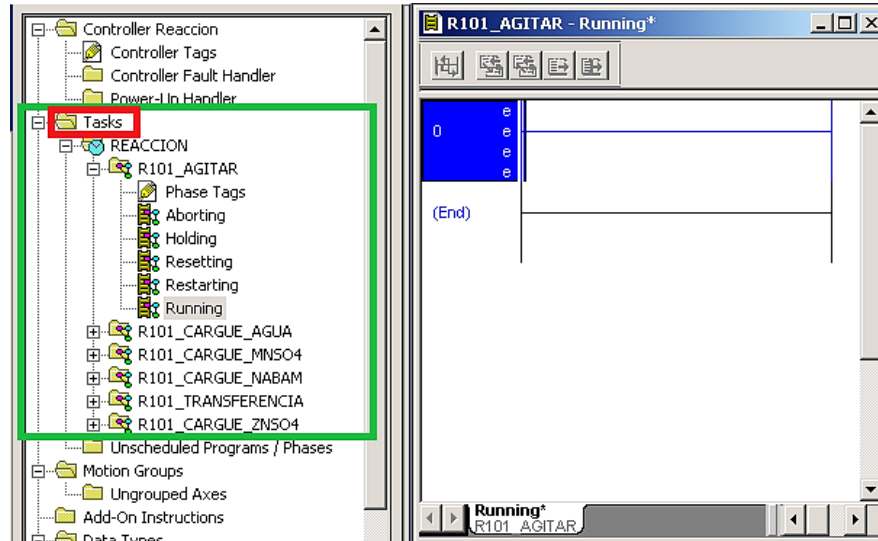 Controller Reaccion
Controller Tags
Controller Fault Handler
Power-Up Handler
Tasks
REACCION
R101_AGITAR
Phase Tags
Aborting
Holding
Resetting
Restarting
Running
R101_CARGUE_AGUA
R101_CARGUE_MNSO4
R101_CARGUE_NABAM
R101_TRANSFERENCIA
R101_CARGUE_ZNSO4
Unscheduled Programs / Phases
Motion Groups
Ungrouped Axes
Add-On Instructions
Data Types
R101_AGITAR - Running*
e
0 e
e
e
(End)
Running*
R101_AGITAR